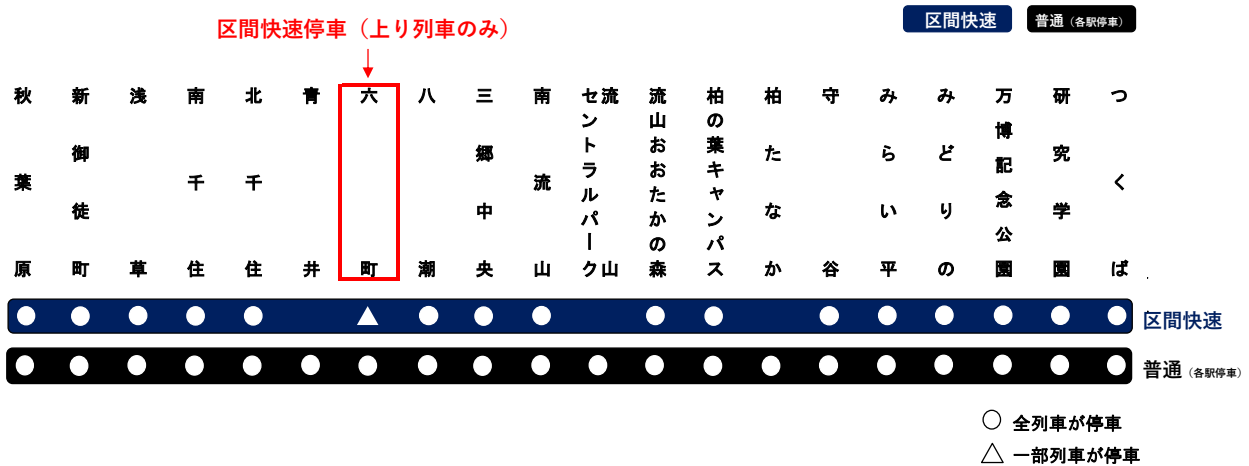 区間快速
普通(各駅停車)
区間快速停車(上り列車のみ)
秋葉原
新御徒町
浅草
南千住
北千住
青井
六町
八潮
三郷中央
南流山
流山セントラルパーク
流山おおたかの森
柏の葉キャンパス
柏たなか
守谷
みらい平
みどりの
万博記念公園
研究学園
つくば
区間快速
普通(各駅停車)
○ 全列車が停車
△ 一部列車が停車